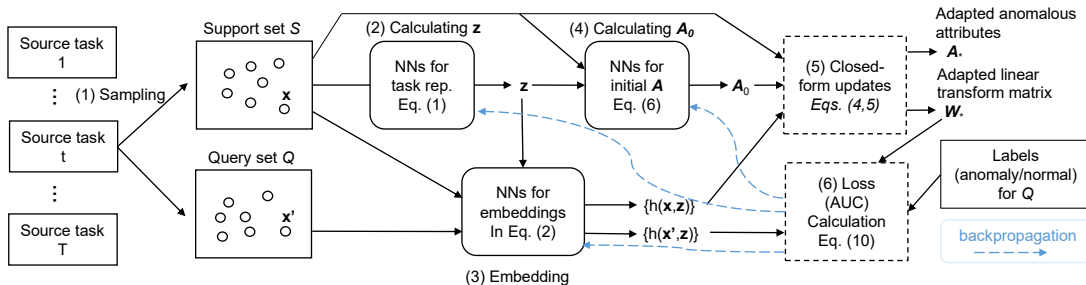 Source task
1
⋮
(1) Sampling
Source task
t
⋮
Source task
T
Support set S
x
Query set Q
x'
(2) Calculating z
NNs for
task rep.
Eq. (1)
z
(4) Calculating A₀
NNs for
initial A
Eq. (6)
A₀
NNs for
embeddings
In Eq. (2)
(3) Embedding
{h(x,z)}
{h(x',z)}
(5) Closed-
form updates
Eqs. (4,5)
(6) Loss
(AUC)
Calculation
Eq. (10)
Adapted anomalous
attributes
A*
Adapted linear
transform matrix
W*
Labels
(anomaly/normal)
for Q
backpropagation